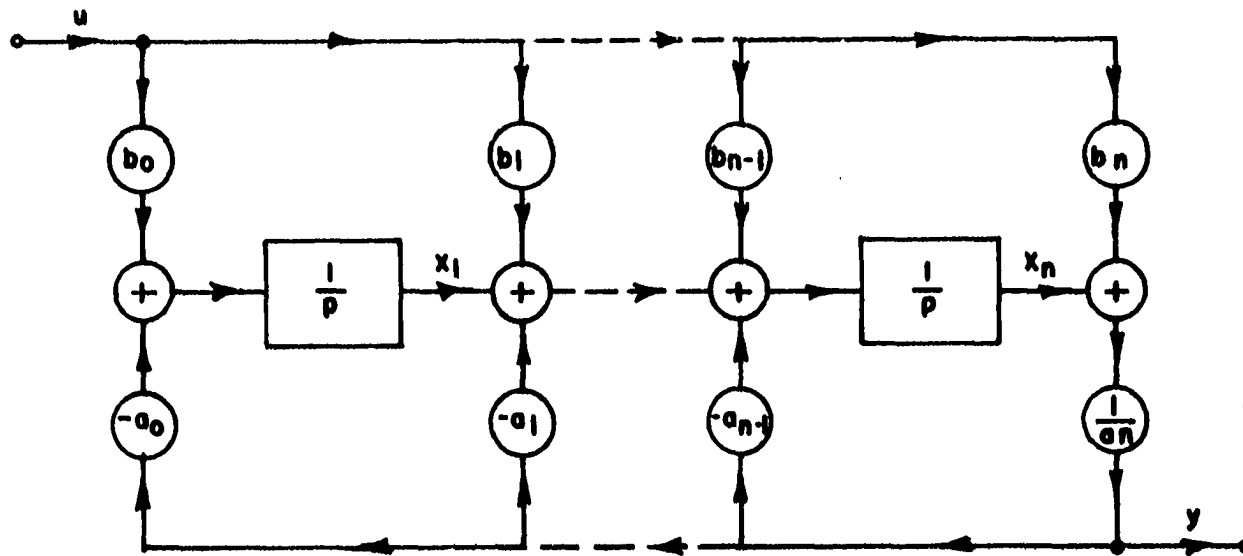 u
b0 b1 bn-1 bn
+ 1/p x1 + + 1/p xn +
-a0 -a1 -an-1 1/an
y